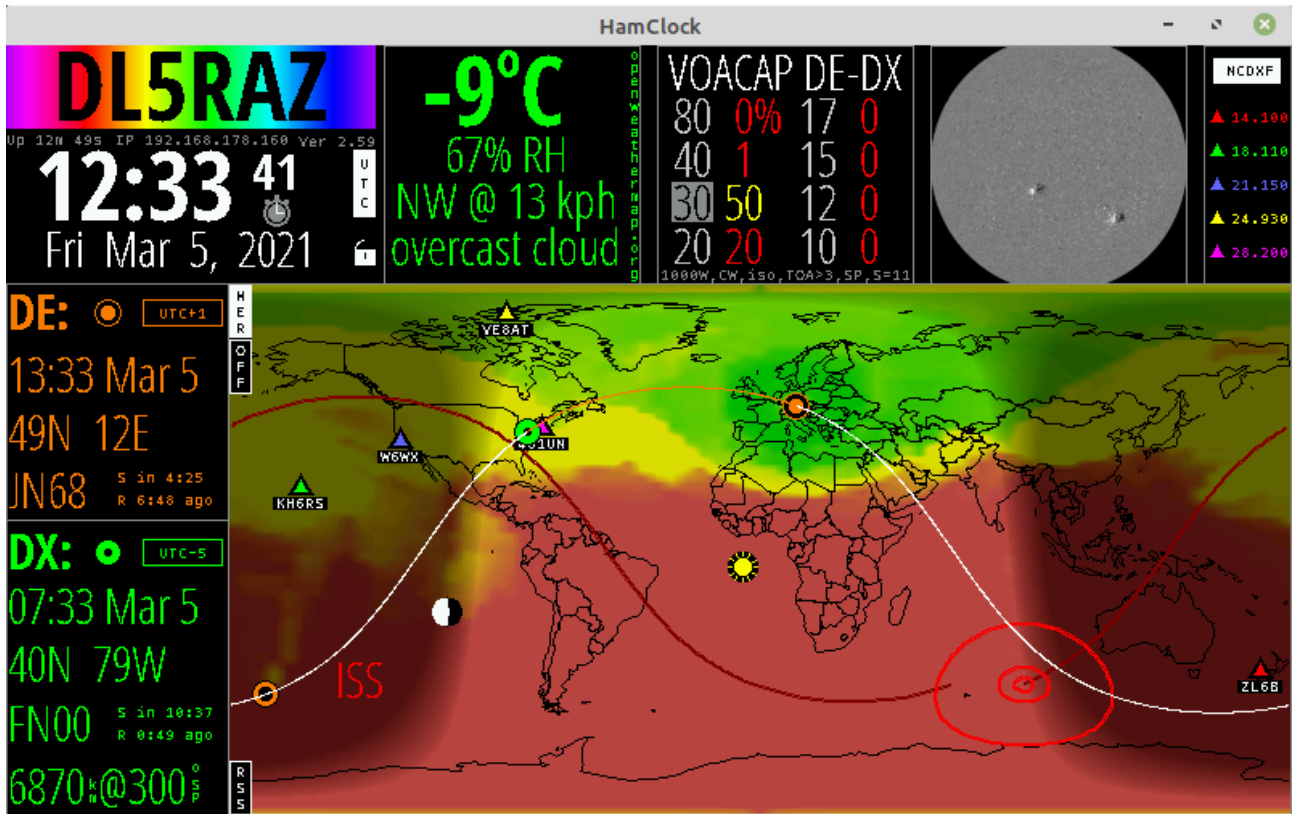 HamClock
DL5RAZ
Up 12m 49s IP 192.168.178.160 Ver 2.59
12:33 41
UTC
Fri Mar 5, 2021
-9°C
67% RH
NW @ 13 kph
overcast cloud
openweathermap.org
VOACAP DE-DX
80 0% 17 0
40 1 15 0
30 50 12 0
20 20 10 0
1000W,CW,iso,TOA>3,SP,S=11
NCDXF
14.100
18.110
21.150
24.930
28.200
DE: UTC+1
13:33 Mar 5
49N 12E
JN68 S in 4:25
R 6:48 ago
DX: UTC-5
07:33 Mar 5
40N 79W
FN00 S in 10:37
R 0:49 ago
6870km@300°SP
MER
OFF
VE8AT
4U1UN
W6WX
KH6RS
ISS
ZL6B
RSS